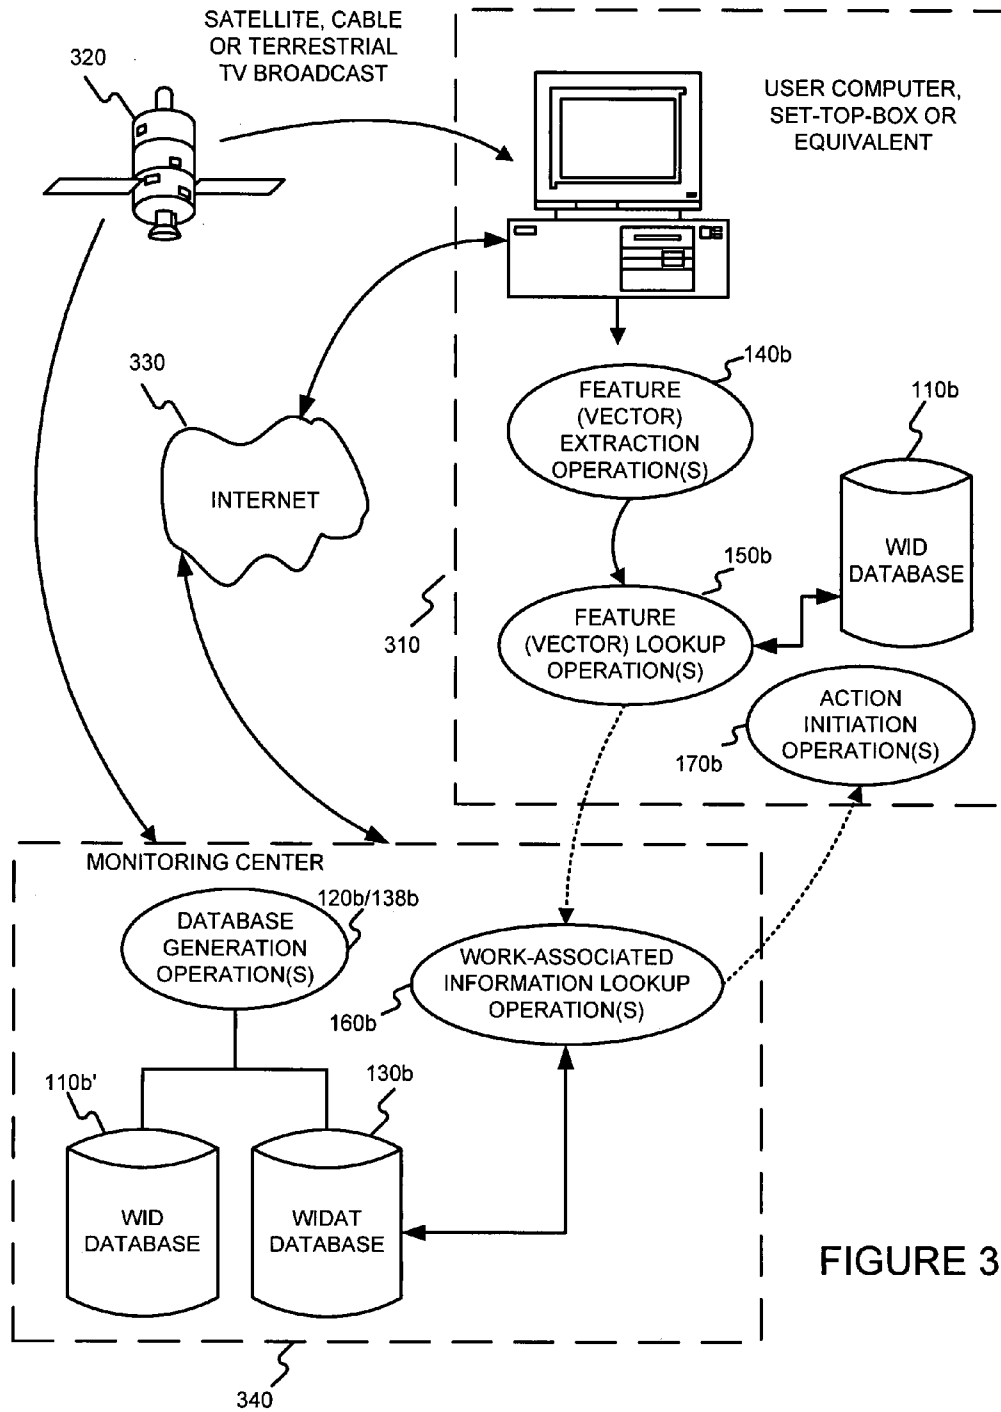 SATELLITE, CABLE
OR TERRESTRIAL
TV BROADCAST
320
USER COMPUTER,
SET-TOP-BOX OR
EQUIVALENT
330
INTERNET
140b
FEATURE
(VECTOR)
EXTRACTION
OPERATION(S)
110b
WID
DATABASE
150b
FEATURE
(VECTOR) LOOKUP
OPERATION(S)
310
ACTION
INITIATION
OPERATION(S)
170b
MONITORING CENTER
120b/138b
DATABASE
GENERATION
OPERATION(S)
WORK-ASSOCIATED
INFORMATION LOOKUP
OPERATION(S)
160b
110b'
130b
WID
DATABASE
WIDAT
DATABASE
FIGURE 3
340